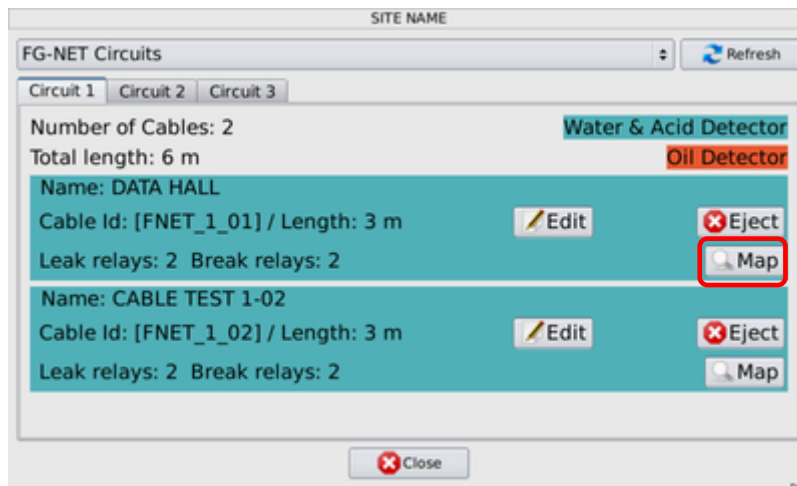 SITE NAME
FG-NET Circuits
Refresh
Circuit 1 Circuit 2 Circuit 3
Number of Cables: 2 Water & Acid Detector
Total length: 6 m Oil Detector
Name: DATA HALL
Cable Id: [FNET_1_01] / Length: 3 m Edit Eject
Leak relays: 2 Break relays: 2 Map
Name: CABLE TEST 1-02
Cable Id: [FNET_1_02] / Length: 3 m Edit Eject
Leak relays: 2 Break relays: 2 Map
Close